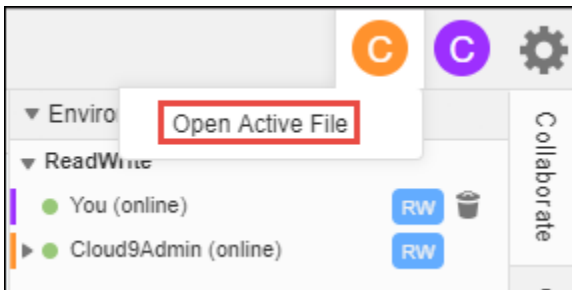 C C
Open Active File
Enviro
ReadWrite
You (online) RW
Cloud9Admin (online) RW
Collaborate